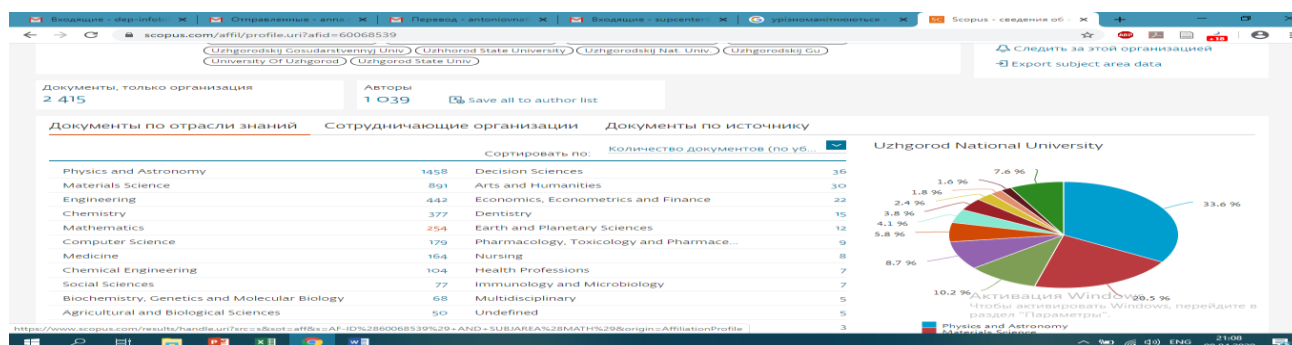 Входящие - dep-infob
Отправленные - anna
Перевод - antoniovna
Входящие - supcenter
урізноманітнюються -
Scopus - сведения об
scopus.com/affil/profile.uri?afid=60068539
Uzhgorodskij Gosudarstvennyj Univ Uzhhorod State University Uzhgorodskij Nat. Univ. Uzhgorodskij Gu
University Of Uzhgorod Uzhgorod State Univ
Следить за этой организацией
Export subject area data
Документы, только организация
2 415
Авторы
1 039 Save all to author list
Документы по отрасли знаний Сотрудничающие организации Документы по источнику
Сортировать по: Количество документов (по уб...
Physics and Astronomy 1458
Materials Science 891
Engineering 442
Chemistry 377
Mathematics 254
Computer Science 179
Medicine 164
Chemical Engineering 104
Social Sciences 77
Biochemistry, Genetics and Molecular Biology 68
Agricultural and Biological Sciences 50
Decision Sciences 36
Arts and Humanities 30
Economics, Econometrics and Finance 22
Dentistry 15
Earth and Planetary Sciences 12
Pharmacology, Toxicology and Pharmace... 9
Nursing 8
Health Professions 7
Immunology and Microbiology 7
Multidisciplinary 5
Undefined 5
3
Uzhgorod National University
7.6 %
1.6 %
1.8 %
2.4 %
3.8 %
4.1 %
5.8 %
8.7 %
10.2 %
20.5 %
33.6 %
Активация Windows
Чтобы активировать Windows, перейдите в
раздел "Параметры".
Physics and Astronomy
Materials Science
https://www.scopus.com/results/handle.uri?src=s&sot=aff&s=AF-ID%2860068539%29+AND+SUBJAREA%28MATH%29&origin=AffiliationProfile
ENG
21:08